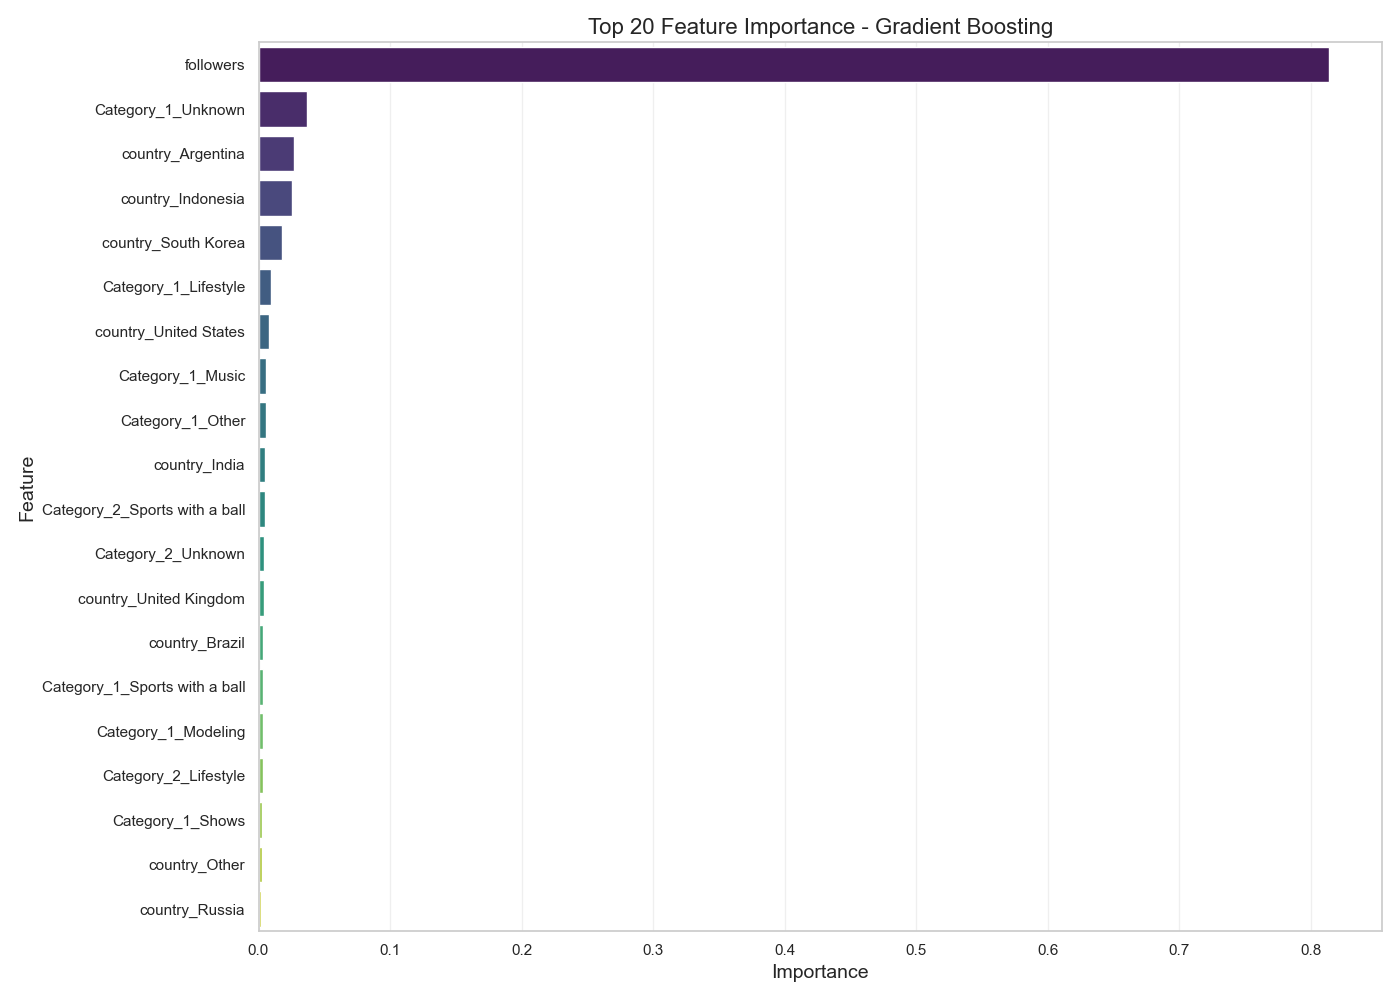 Top 20 Feature Importance - Gradient Boosting
Feature
followers
Category_1_Unknown
country_Argentina
country_Indonesia
country_South Korea
Category_1_Lifestyle
country_United States
Category_1_Music
Category_1_Other
country_India
Category_2_Sports with a ball
Category_2_Unknown
country_United Kingdom
country_Brazil
Category_1_Sports with a ball
Category_1_Modeling
Category_2_Lifestyle
Category_1_Shows
country_Other
country_Russia
0.0 0.1 0.2 0.3 0.4 0.5 0.6 0.7 0.8
Importance